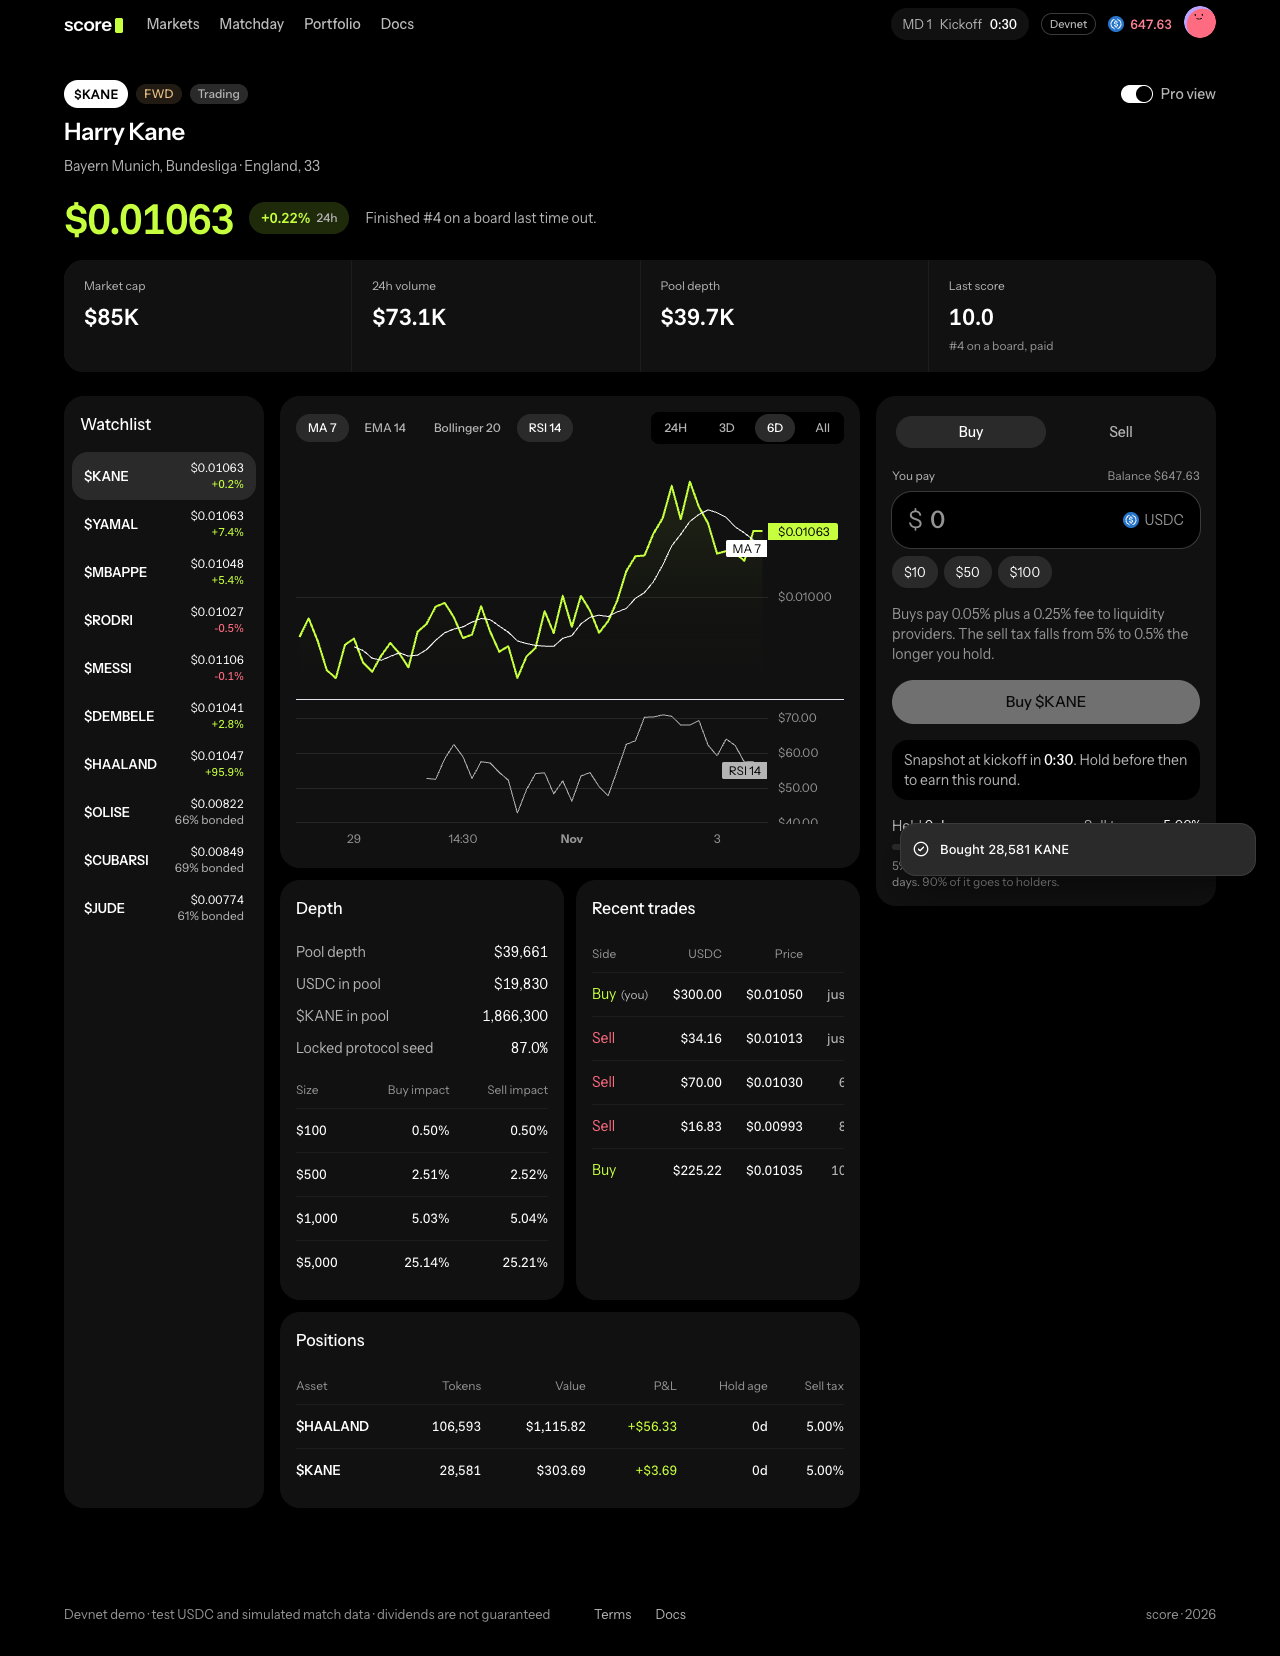 score
Markets Matchday Portfolio Docs
MD 1 Kickoff 0:30
Devnet
647.63
$KANE FWD Trading
Pro view
Harry Kane
Bayern Munich, Bundesliga · England, 33
$0.01063 +0.22% 24h Finished #4 on a board last time out.
Market cap
$85K
24h volume
$73.1K
Pool depth
$39.7K
Last score
10.0
#4 on a board, paid
Watchlist
$KANE $0.01063
+0.2%
$YAMAL $0.01063
+7.4%
$MBAPPE $0.01048
+5.4%
$RODRI $0.01027
-0.5%
$MESSI $0.01106
-0.1%
$DEMBELE $0.01041
+2.8%
$HAALAND $0.01047
+95.9%
$OLISE $0.00822
66% bonded
$CUBARSI $0.00849
69% bonded
$JUDE $0.00774
61% bonded
MA 7 EMA 14 Bollinger 20 RSI 14
24H 3D 6D All
$0.01063
MA 7
$0.01000
$70.00
$60.00
RSI 14
$50.00
$40.00
29 14:30 Nov 3
Depth
Pool depth $39,661
USDC in pool $19,830
$KANE in pool 1,866,300
Locked protocol seed 87.0%
Size Buy impact Sell impact
$100 0.50% 0.50%
$500 2.51% 2.52%
$1,000 5.03% 5.04%
$5,000 25.14% 25.21%
Recent trades
Side USDC Price
Buy (you) $300.00 $0.01050 jus
Sell $34.16 $0.01013 jus
Sell $70.00 $0.01030 6
Sell $16.83 $0.00993 8
Buy $225.22 $0.01035 10
Positions
Asset Tokens Value P&L Hold age Sell tax
$HAALAND 106,593 $1,115.82 +$56.33 0d 5.00%
$KANE 28,581 $303.69 +$3.69 0d 5.00%
Buy Sell
You pay Balance $647.63
$ 0 USDC
$10 $50 $100
Buys pay 0.05% plus a 0.25% fee to liquidity
providers. The sell tax falls from 5% to 0.5% the
longer you hold.
Buy $KANE
Snapshot at kickoff in 0:30. Hold before then
to earn this round.
Bought 28,581 KANE
days. 90% of it goes to holders.
Devnet demo · test USDC and simulated match data · dividends are not guaranteed
Terms Docs
score · 2026